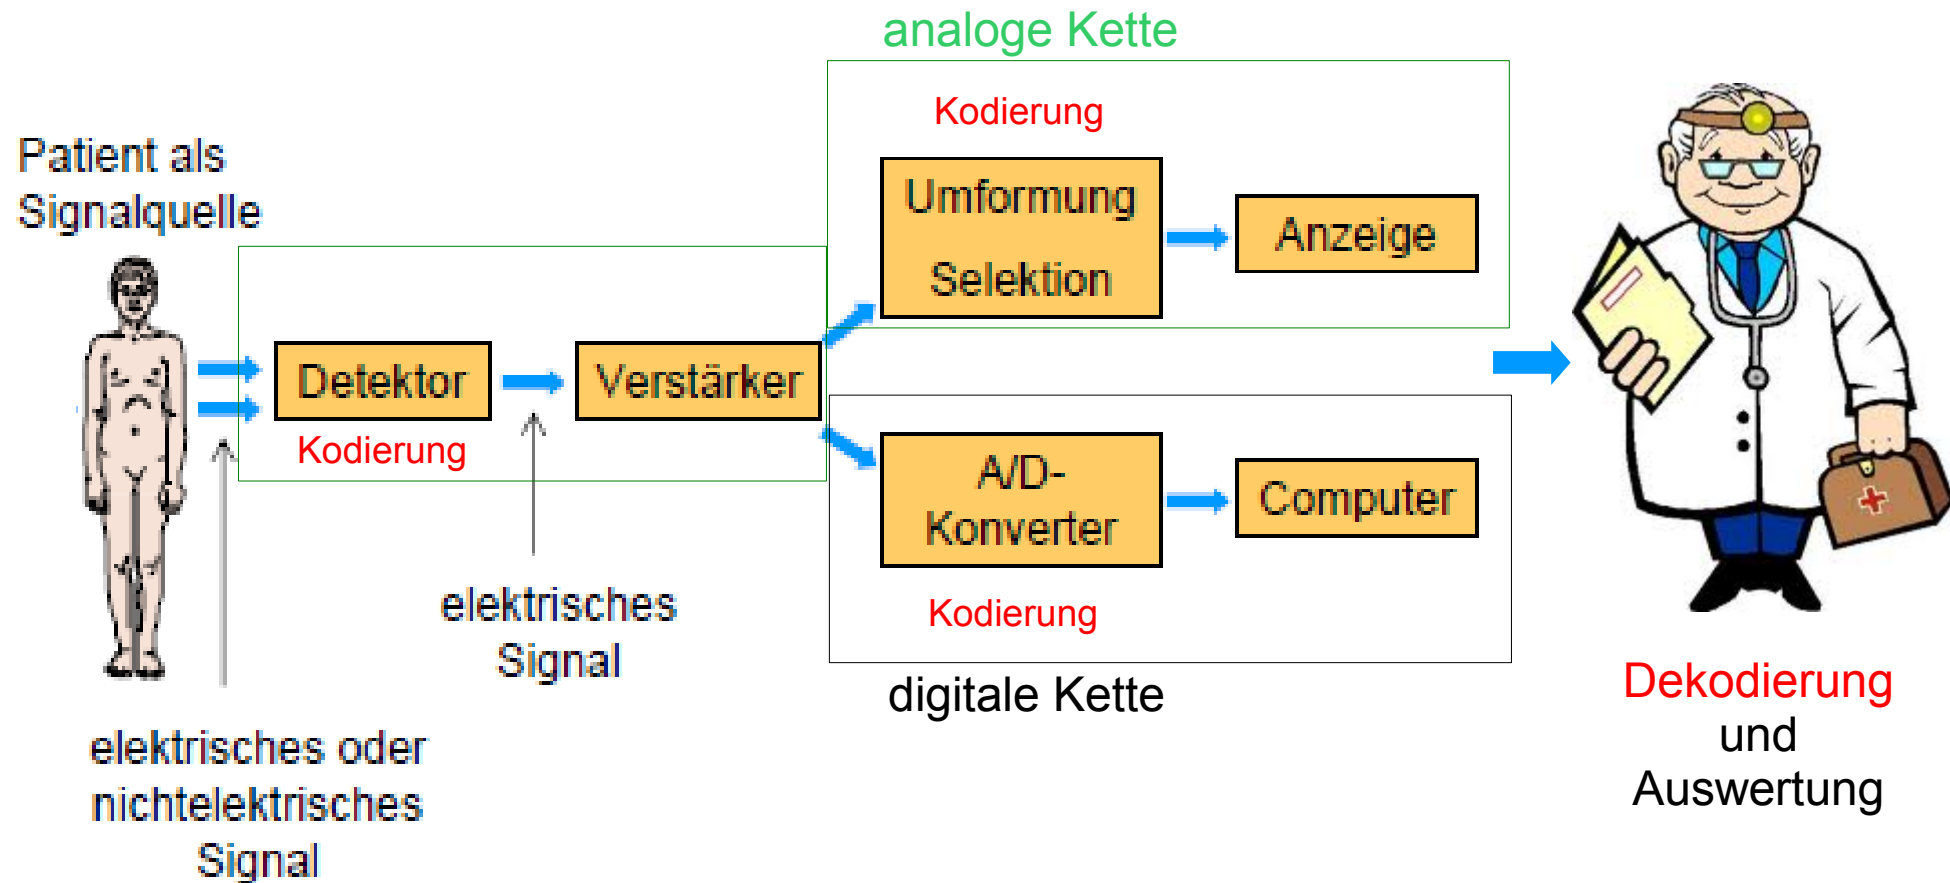 analoge Kette
Kodierung
Patient als
Signalquelle
Umformung
Selektion
Anzeige
Detektor
Verstärker
Kodierung
A/D-
Konverter
Computer
Kodierung
elektrisches
Signal
digitale Kette
elektrisches oder
nichtelektrisches
Signal
Dekodierung
und
Auswertung